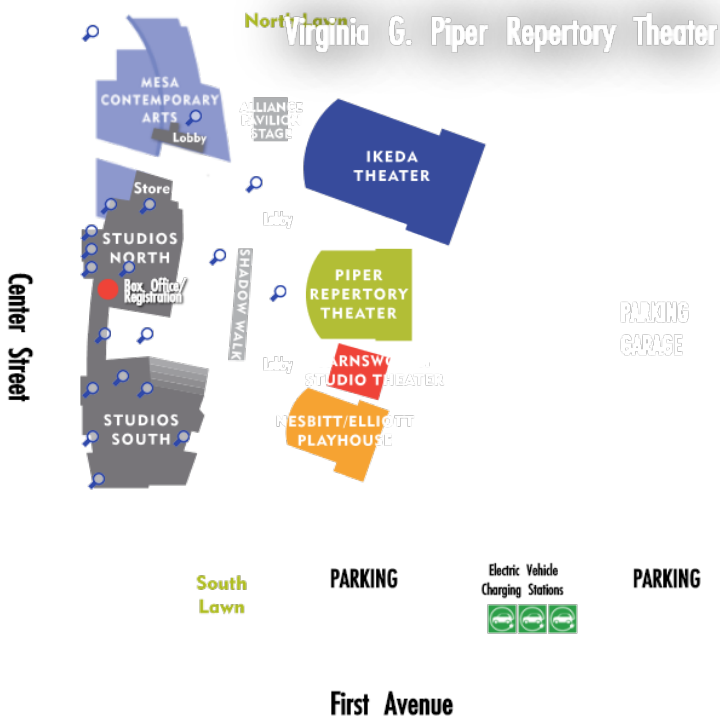 North Lawn
Virginia G. Piper Repertory Theater
MESA
CONTEMPORARY
ARTS
Lobby
ALLIANCE
PAVILION
STAGE
IKEDA
THEATER
Store
Lobby
STUDIOS
NORTH
Box Office/
Registration
SHADOW WALK
PIPER
REPERTORY
THEATER
Center Street
PARKING
GARAGE
Lobby
ARNSWO
STUDIO THEATER
NESBITT/ELLIOTT
PLAYHOUSE
STUDIOS
SOUTH
South
Lawn
PARKING
Electric Vehicle
Charging Stations
PARKING
First Avenue